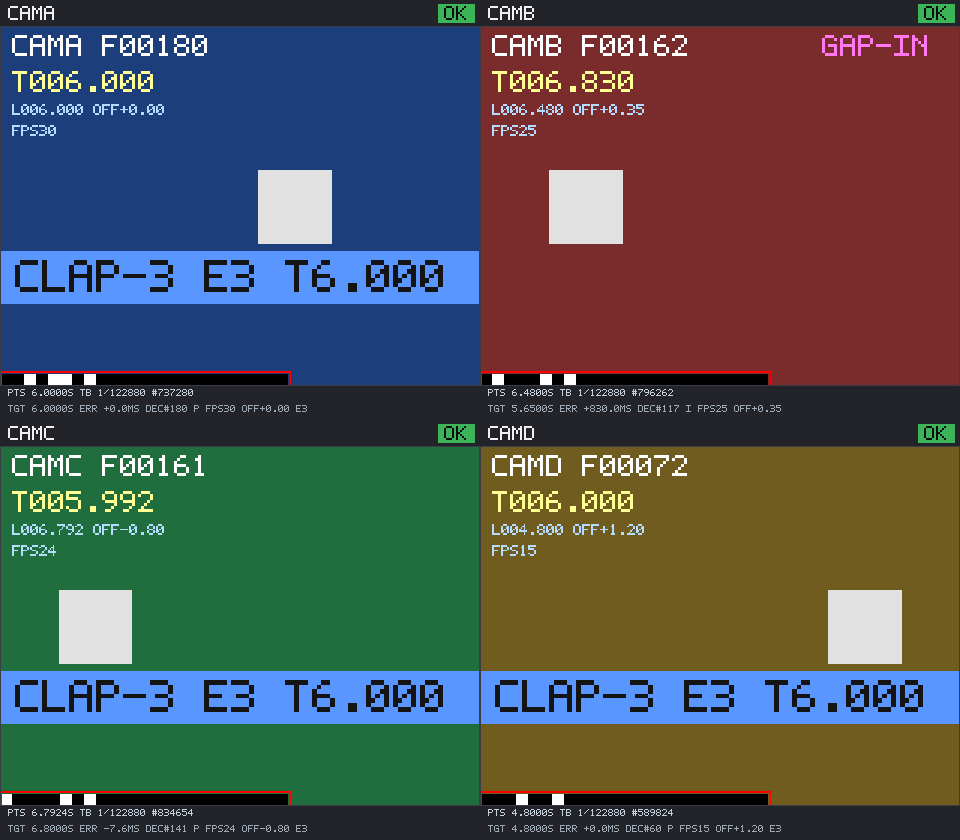 CAMA OK
CAMA F00180
T006.000
L006.000 OFF+0.00
FPS30
CLAP-3 E3 T6.000
PTS 6.0000S TB 1/122880 #737280
TGT 6.0000S ERR +0.0MS DEC#180 P FPS30 OFF+0.00 E3
CAMB OK
CAMB F00162 GAP-IN
T006.830
L006.480 OFF+0.35
FPS25
PTS 6.4800S TB 1/122880 #796262
TGT 5.6500S ERR +830.0MS DEC#117 I FPS25 OFF+0.35
CAMC OK
CAMC F00161
T005.992
L006.792 OFF-0.80
FPS24
CLAP-3 E3 T6.000
PTS 6.7924S TB 1/122880 #834654
TGT 6.8000S ERR -7.6MS DEC#141 P FPS24 OFF-0.80 E3
CAMD OK
CAMD F00072
T006.000
L004.800 OFF+1.20
FPS15
CLAP-3 E3 T6.000
PTS 4.8000S TB 1/122880 #589824
TGT 4.8000S ERR +0.0MS DEC#60 P FPS15 OFF+1.20 E3